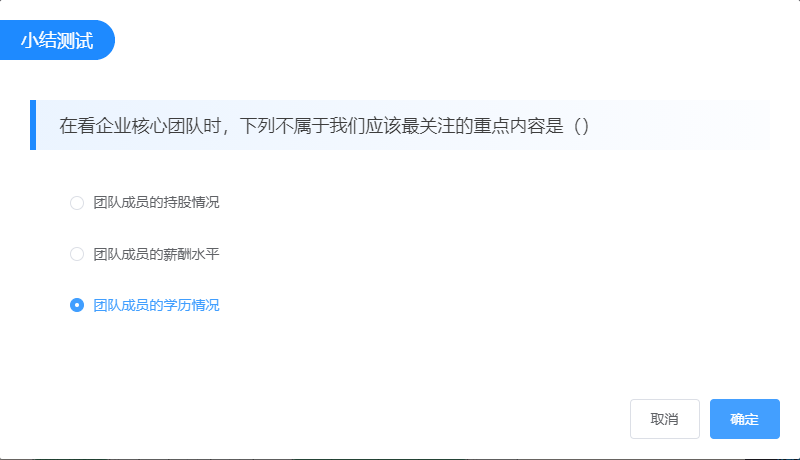 小结测试
在看企业核心团队时，下列不属于我们应该最关注的重点内容是（）
团队成员的持股情况
团队成员的薪酬水平
团队成员的学历情况
取消
确定